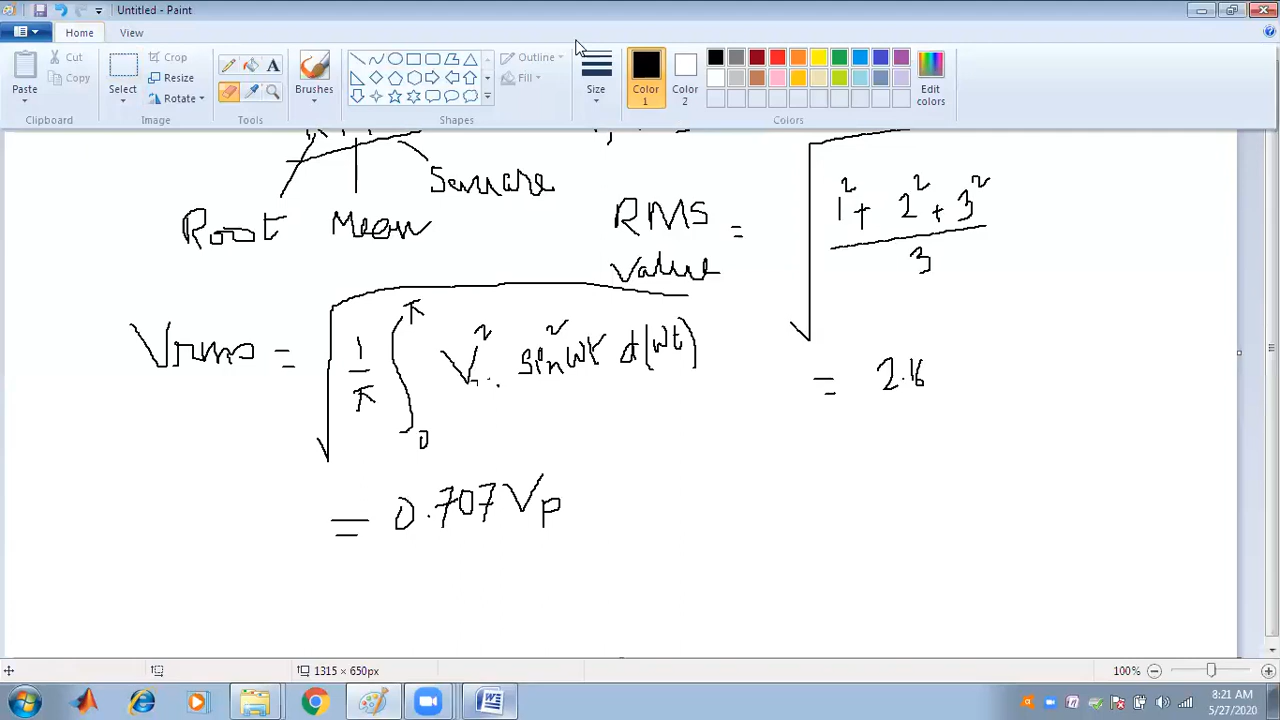 Untitled - Paint
Home View
Paste Cut Copy Select Crop Resize Rotate Brushes Outline Fill Size Color 1 Color 2 Edit colors
Clipboard Image Tools Shapes Colors
Square
Root Mean
RMS value = √ 1² + 2² + 3² / 3
Vrms = √ 1/π ∫ 0 π V² sin² wt d(wt)
= 2.16
= 0.707 Vp
1315 × 650px 100%
8:21 AM
5/27/2020